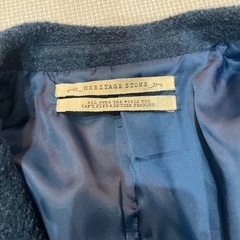 HERITAGE STONE
ALL OVER THE WORLD YOU
CAN'T FIND A BETTER PRODUCT.